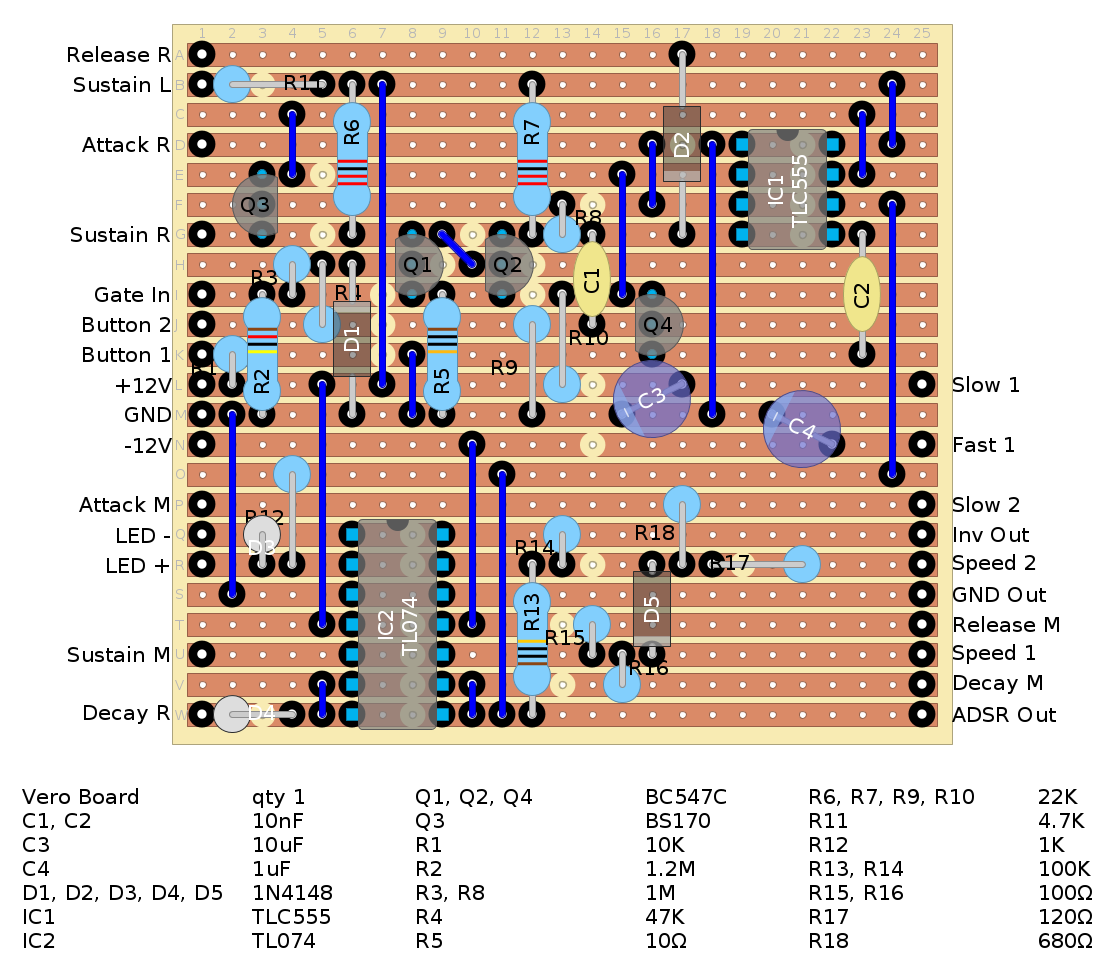 1 2 3 4 5 6 7 8 9 10 11 12 13 14 15 16 17 18 19 20 21 22 23 24 25
Release R A
Sustain L B R1
C
Attack R D R6 R7 D2 IC1 TLC555
E
F Q3 R8
Sustain R G
H R3 Q1 Q2 C1
Gate In I R4 C2
Button 2 J D1 R10 Q4
Button 1 K R2 R5 R9
+12V L Slow 1
GND M C3 C4
-12V N Fast 1
O
Attack M P R12 Slow 2
LED - Q D3 R14 R18 Inv Out
LED + R R17 Speed 2
S R13 D5 GND Out
T IC2 TL074 R15 Release M
Sustain M U R16 Speed 1
V Decay M
Decay R W D4 ADSR Out
Vero Board qty 1 Q1, Q2, Q4 BC547C R6, R7, R9, R10 22K
C1, C2 10nF Q3 BS170 R11 4.7K
C3 10uF R1 10K R12 1K
C4 1uF R2 1.2M R13, R14 100K
D1, D2, D3, D4, D5 1N4148 R3, R8 1M R15, R16 100Ω
IC1 TLC555 R4 47K R17 120Ω
IC2 TL074 R5 10Ω R18 680Ω